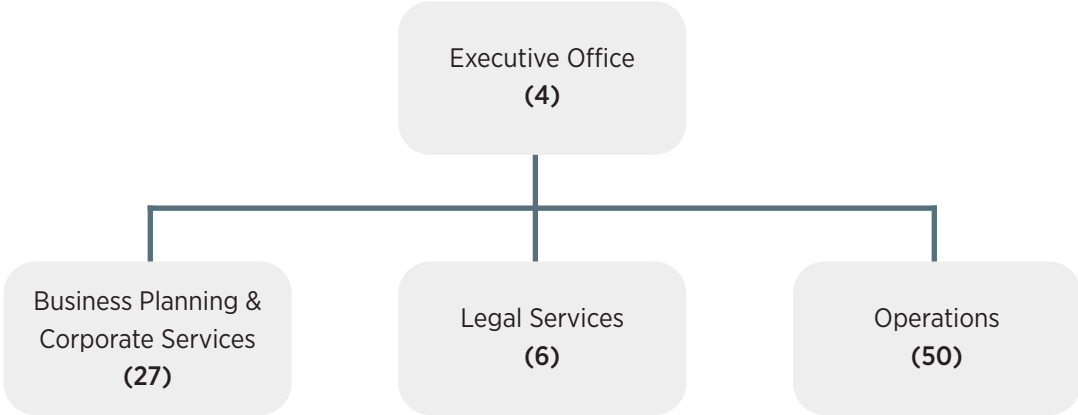 Executive Office
(4)
Business Planning &
Corporate Services
(27)
Legal Services
(6)
Operations
(50)